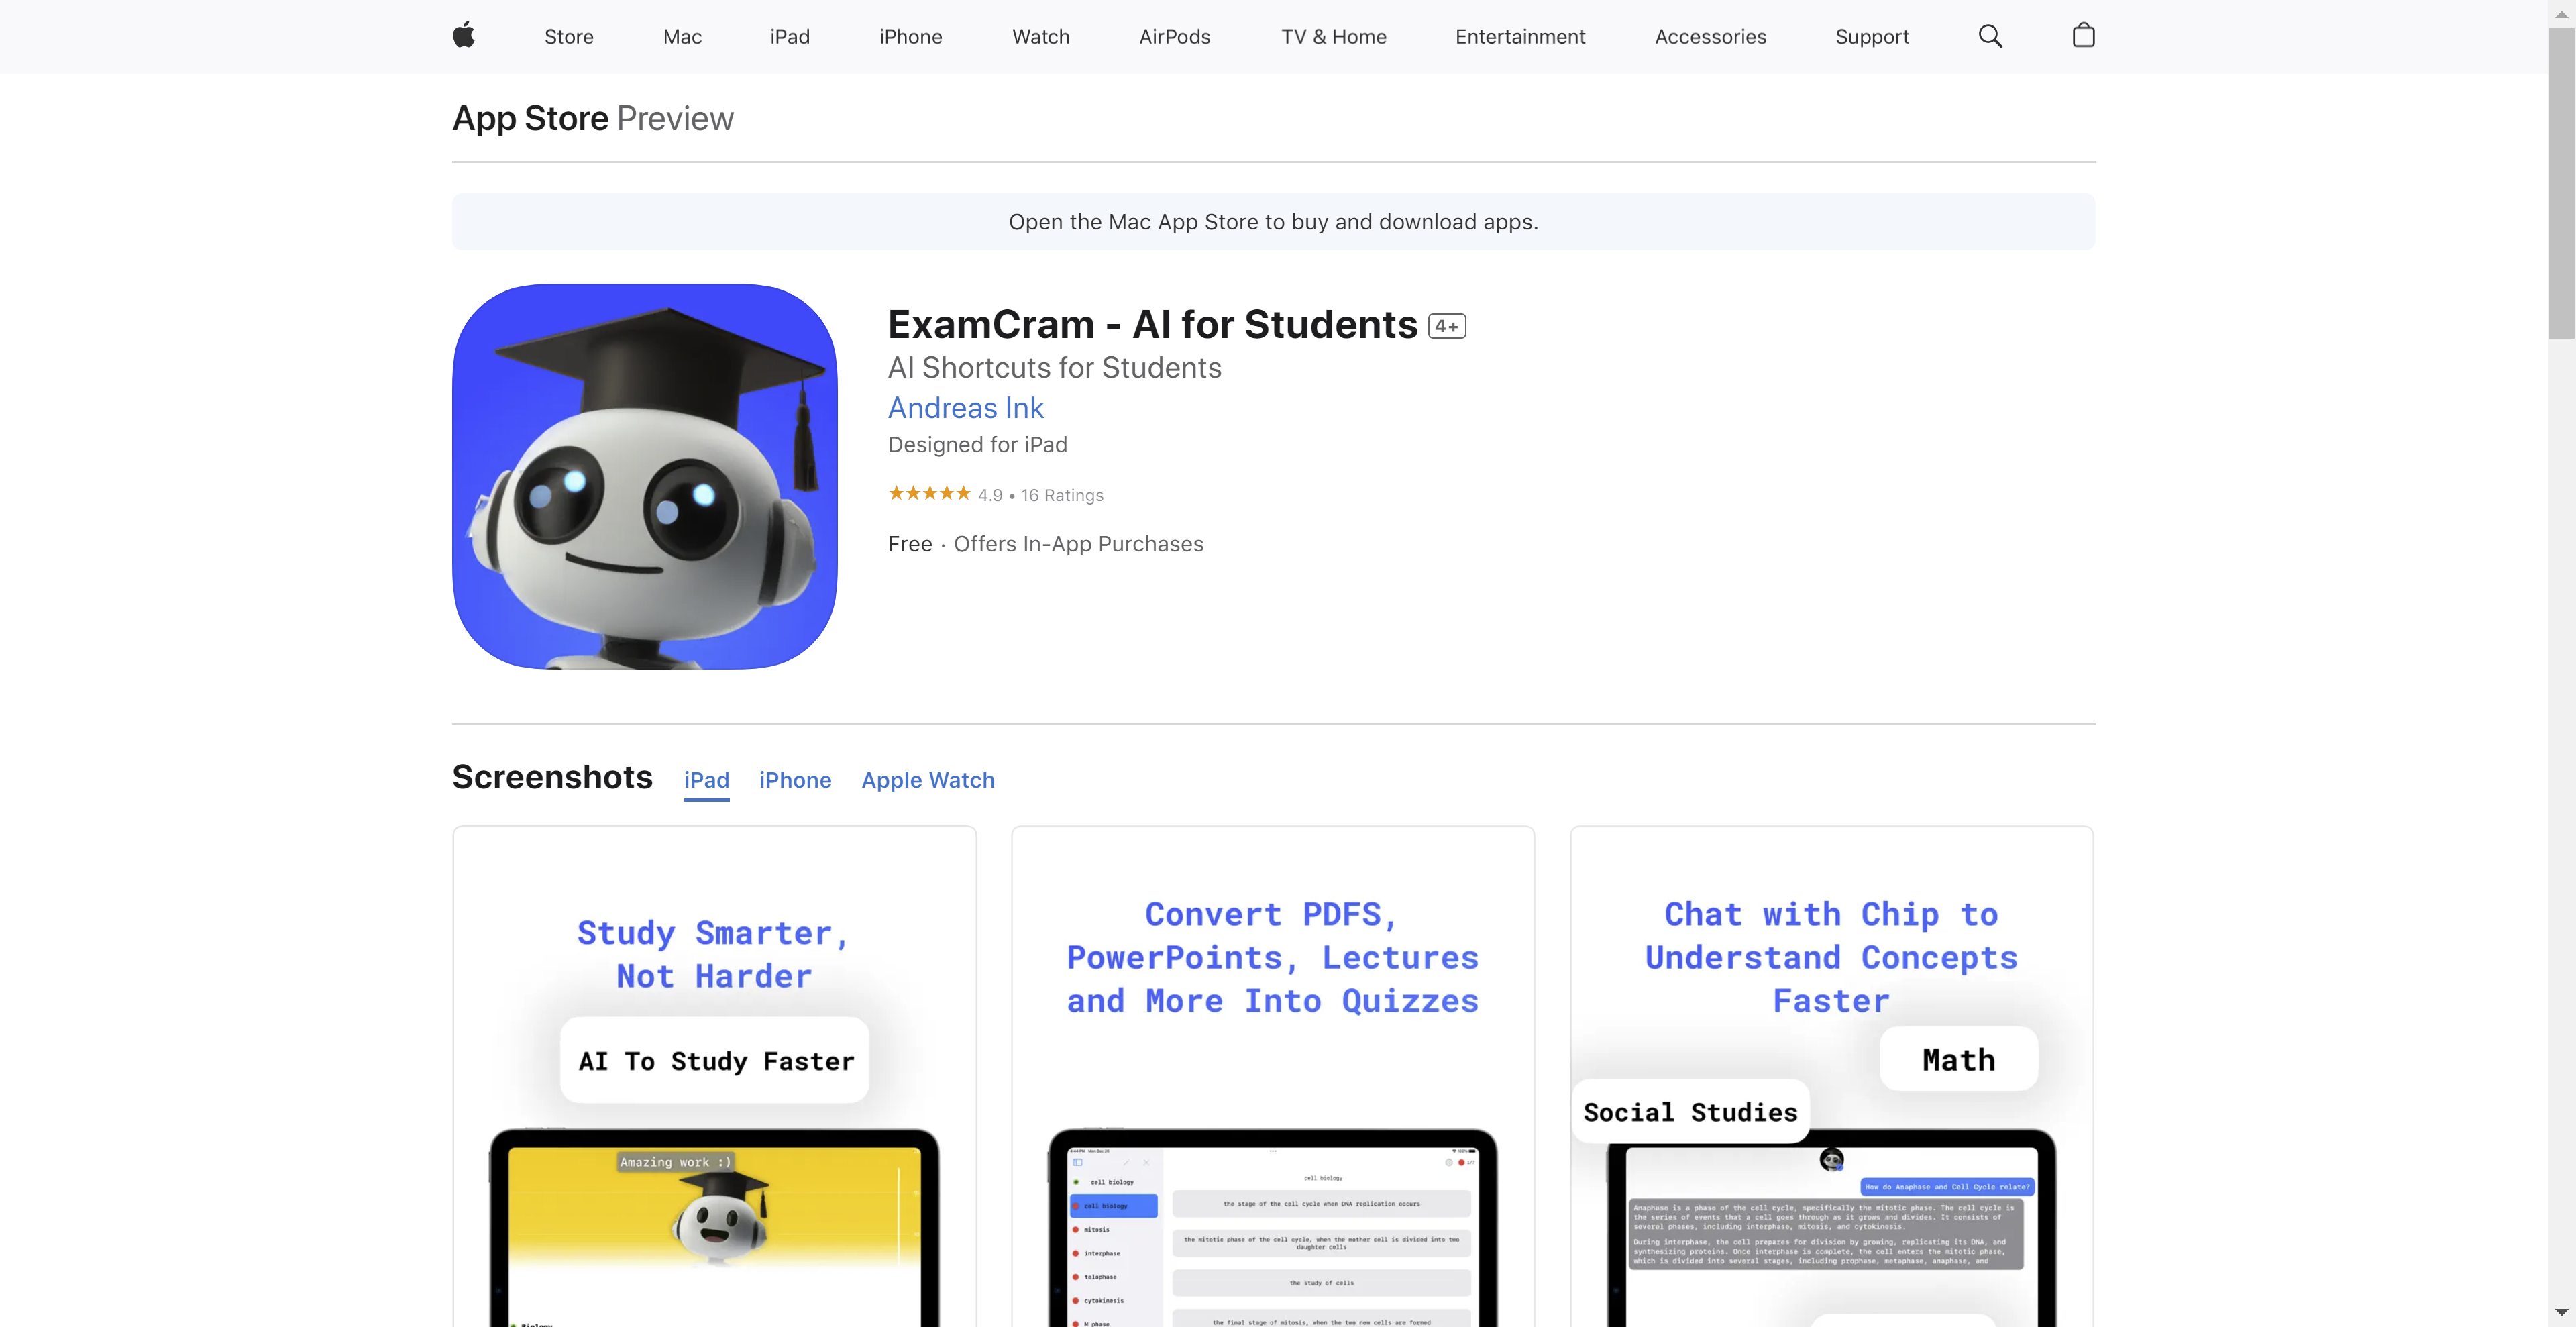 Store
Mac
iPad
iPhone
Watch
AirPods
TV & Home
Entertainment
Accessories
Support
App Store Preview
Open the Mac App Store to buy and download apps.
ExamCram - AI for Students 4+
AI Shortcuts for Students
Andreas Ink
Designed for iPad
★★★★★ 4.9 • 16 Ratings
Free · Offers In-App Purchases
Screenshots
iPad
iPhone
Apple Watch
Study Smarter,
Not Harder
AI To Study Faster
Amazing work :)
Biology
Convert PDFS,
PowerPoints, Lectures
and More Into Quizzes
cell biology
cell biology
mitosis
interphase
telophase
cytokinesis
M phase
cell biology
the stage of the cell cycle when DNA replication occurs
the mitotic phase of the cell cycle, when the mother cell is divided into two
daughter cells
the study of cells
the final stage of mitosis, when the two new cells are formed
Chat with Chip to
Understand Concepts
Faster
Math
Social Studies
How do Anaphase and Cell Cycle relate?
Anaphase is a phase of the cell cycle, specifically the mitotic phase. The cell cycle is
the series of events that a cell goes through as it grows and divides. It consists of
several phases, including interphase, mitosis, and cytokinesis.
During interphase, the cell prepares for division by growing, replicating its DNA, and
synthesizing proteins. Once interphase is complete, the cell enters the mitotic phase,
which is divided into several stages, including prophase, metaphase, anaphase, and